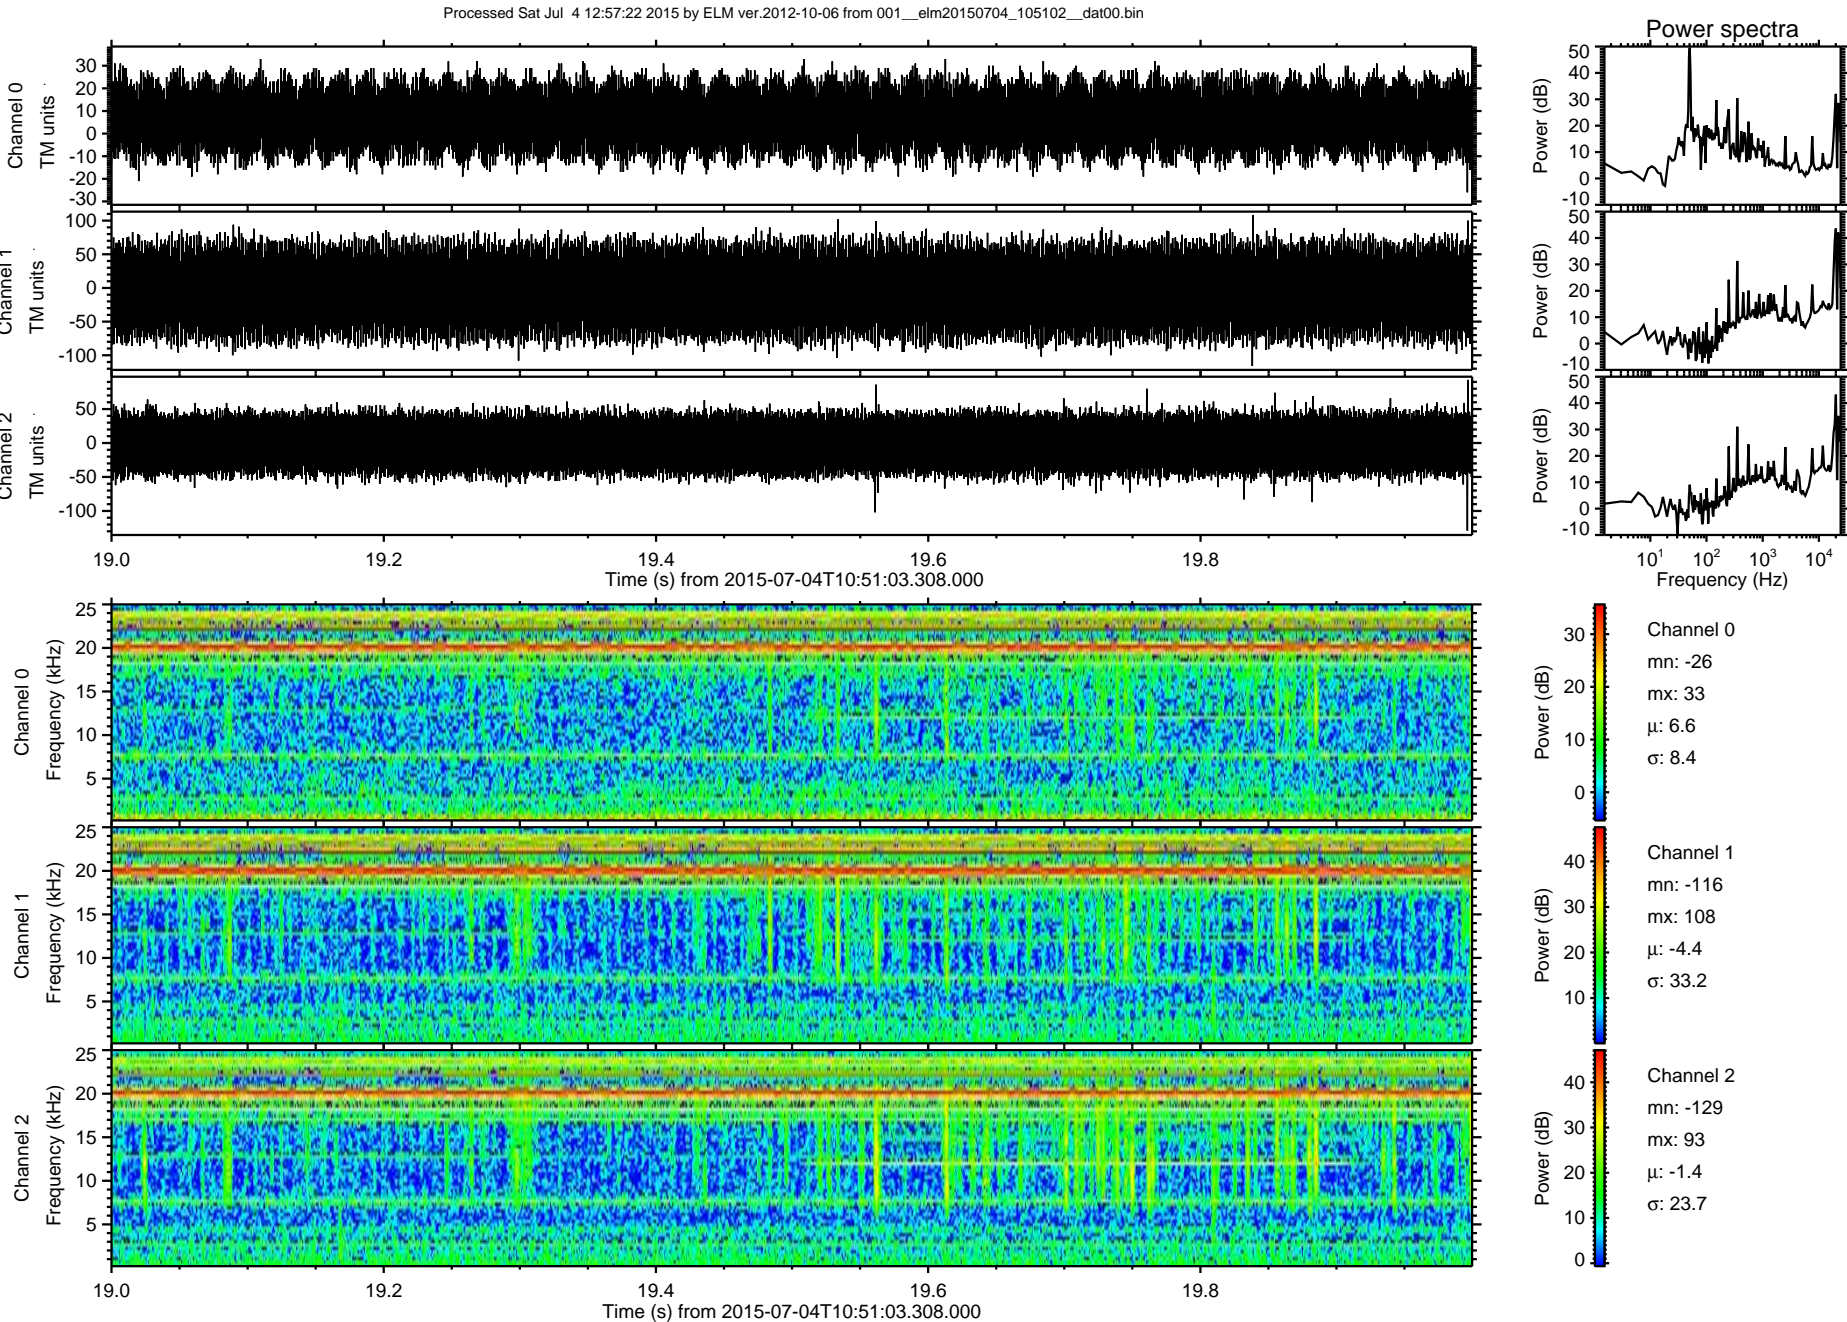 Processed Sat Jul 4 12:57:22 2015 by ELM ver.2012-10-06 from 001__elm20150704_105102__dat00.bin
Power spectra
Channel 0
TM units
30
20
10
0
-10
-20
-30
Power (dB)
50
40
30
20
10
0
-10
Channel 1
TM units
100
50
0
-50
-100
Power (dB)
50
40
30
20
10
0
-10
Channel 2
TM units
50
0
-50
-100
Power (dB)
50
40
30
20
10
0
-10
19.0 19.2 19.4 19.6 19.8
Time (s) from 2015-07-04T10:51:03.308.000
10¹ 10² 10³ 10⁴
Frequency (Hz)
Channel 0
Frequency (kHz)
25
20
15
10
5
Power (dB)
30
20
10
0
Channel 0
mn: -26
mx: 33
μ: 6.6
σ: 8.4
Channel 1
Frequency (kHz)
25
20
15
10
5
Power (dB)
40
30
20
10
Channel 1
mn: -116
mx: 108
μ: -4.4
σ: 33.2
Channel 2
Frequency (kHz)
25
20
15
10
5
Power (dB)
40
30
20
10
0
Channel 2
mn: -129
mx: 93
μ: -1.4
σ: 23.7
19.0 19.2 19.4 19.6 19.8
Time (s) from 2015-07-04T10:51:03.308.000